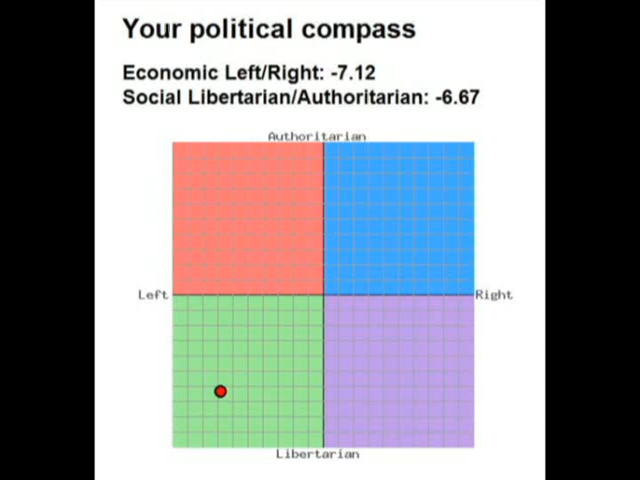 Your political compass
Economic Left/Right: -7.12
Social Libertarian/Authoritarian: -6.67
Authoritarian
Left
Right
Libertarian